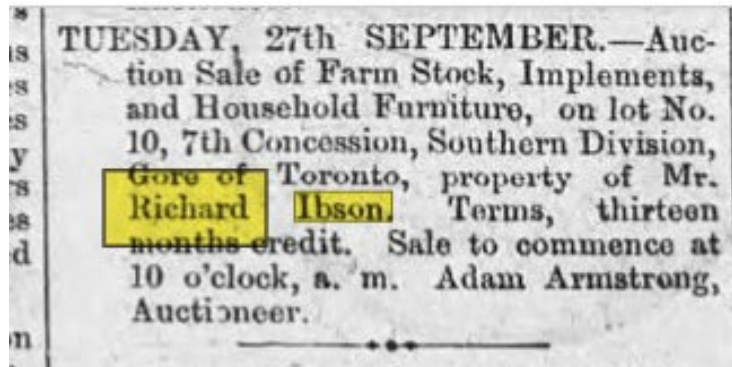 TUESDAY, 27th SEPTEMBER.—Auc-
tion Sale of Farm Stock, Implements,
and Household Furniture, on lot No.
10, 7th Concession, Southern Division,
Gore of Toronto, property of Mr.
Richard Ibson. Terms, thirteen
months credit. Sale to commence at
10 o'clock, a. m. Adam Armstrong,
Auctioneer.